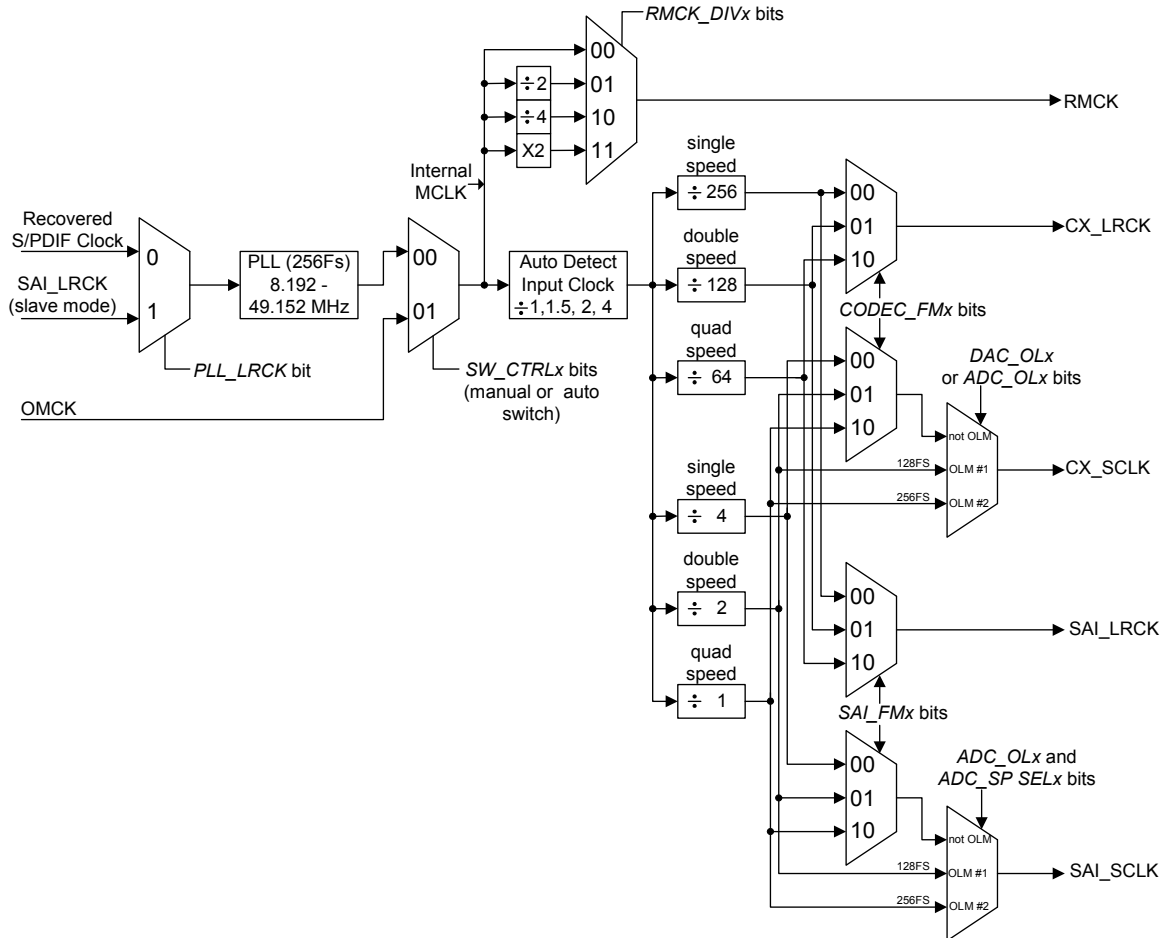 RMCK_DIVx bits
00
÷2
01
÷4
10
X2
11
RMCK
Internal
MCLK
single
speed
÷ 256
00
01
10
CX_LRCK
Recovered
S/PDIF Clock
0
SAI_LRCK
(slave mode)
1
PLL (256Fs)
8.192 -
49.152 MHz
00
01
Auto Detect
Input Clock
÷1,1.5, 2, 4
double
speed
÷ 128
CODEC_FMx bits
PLL_LRCK bit
SW_CTRLx bits
(manual or auto
switch)
OMCK
quad
speed
÷ 64
00
01
10
DAC_OLx
or ADC_OLx bits
not OLM
128FS
OLM #1
256FS
OLM #2
CX_SCLK
single
speed
÷ 4
double
speed
÷ 2
00
01
10
SAI_LRCK
quad
speed
÷ 1
SAI_FMx bits
00
01
10
ADC_OLx and
ADC_SP SELx bits
not OLM
128FS
OLM #1
256FS
OLM #2
SAI_SCLK